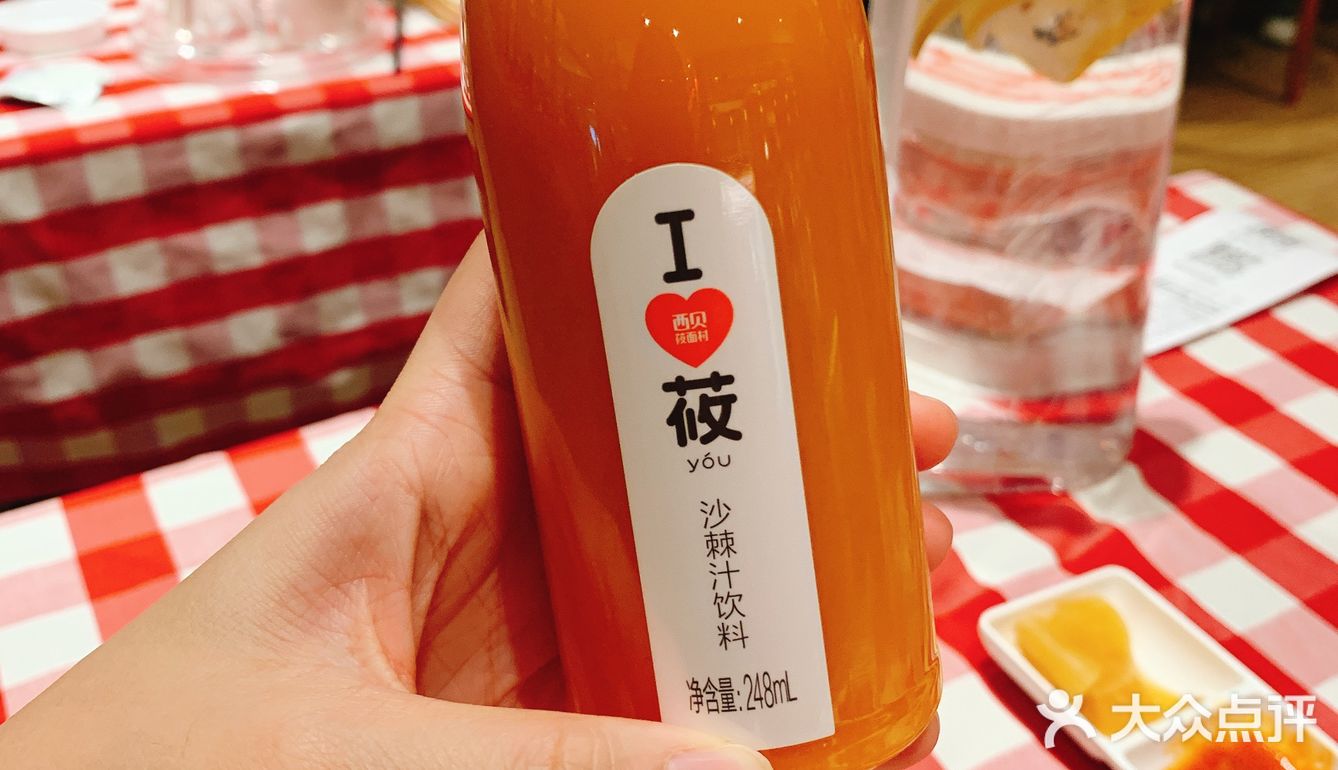 I
西贝
莜面村
莜
yóu
沙棘汁饮料
净含量:248mL
大众点评